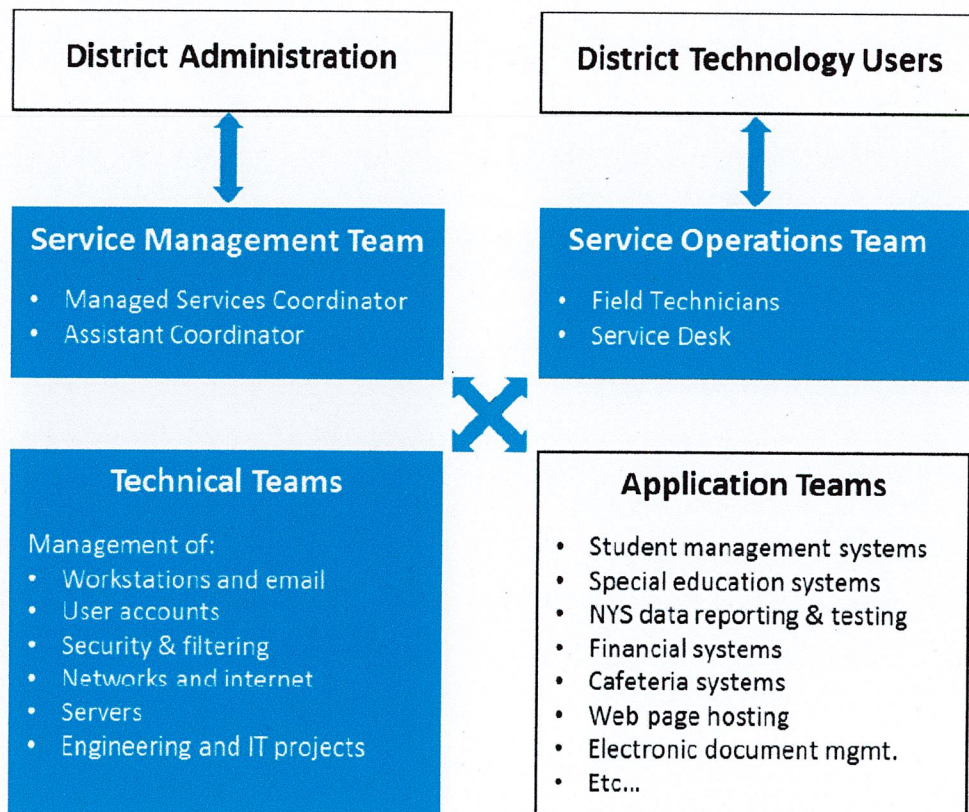 District Administration
District Technology Users
Service Management Team
• Managed Services Coordinator
• Assistant Coordinator
Service Operations Team
• Field Technicians
• Service Desk
Technical Teams
Management of:
• Workstations and email
• User accounts
• Security & filtering
• Networks and internet
• Servers
• Engineering and IT projects
Application Teams
• Student management systems
• Special education systems
• NYS data reporting & testing
• Financial systems
• Cafeteria systems
• Web page hosting
• Electronic document mgmt.
• Etc...